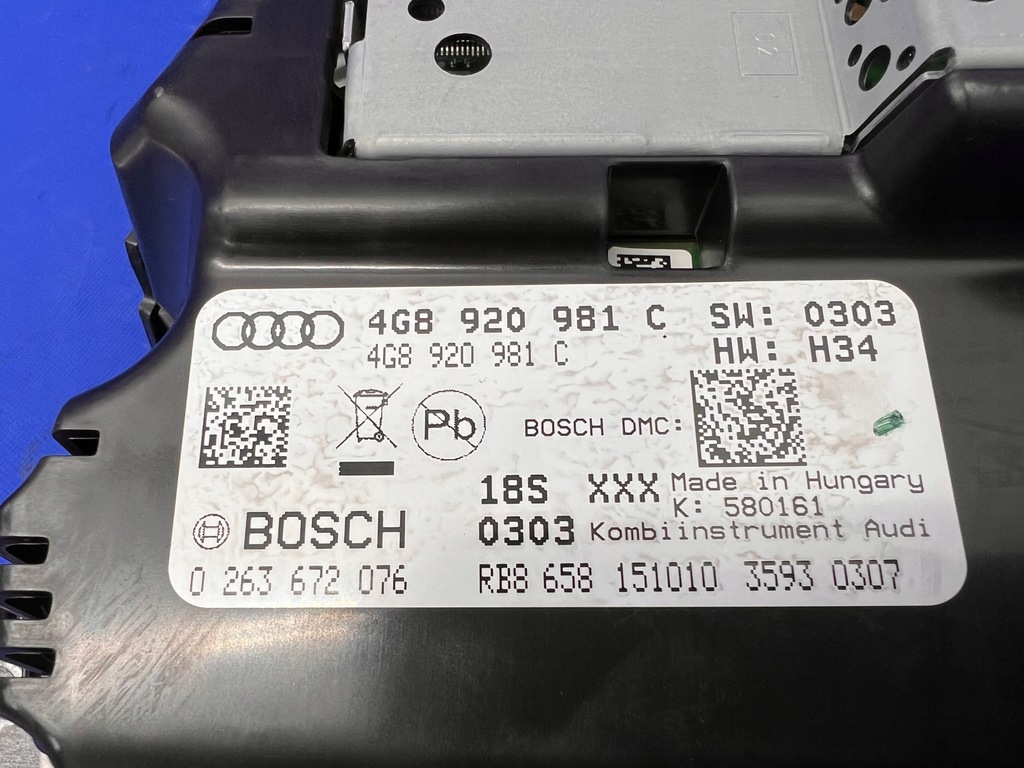 4G8 920 981 C SW: 0303
4G8 920 981 C HW: H34
Pb
BOSCH DMC:
18S XXX Made in Hungary
K: 580161
BOSCH 0303 Kombiinstrument Audi
0 263 672 076 RB8 658 151010 3593 0307